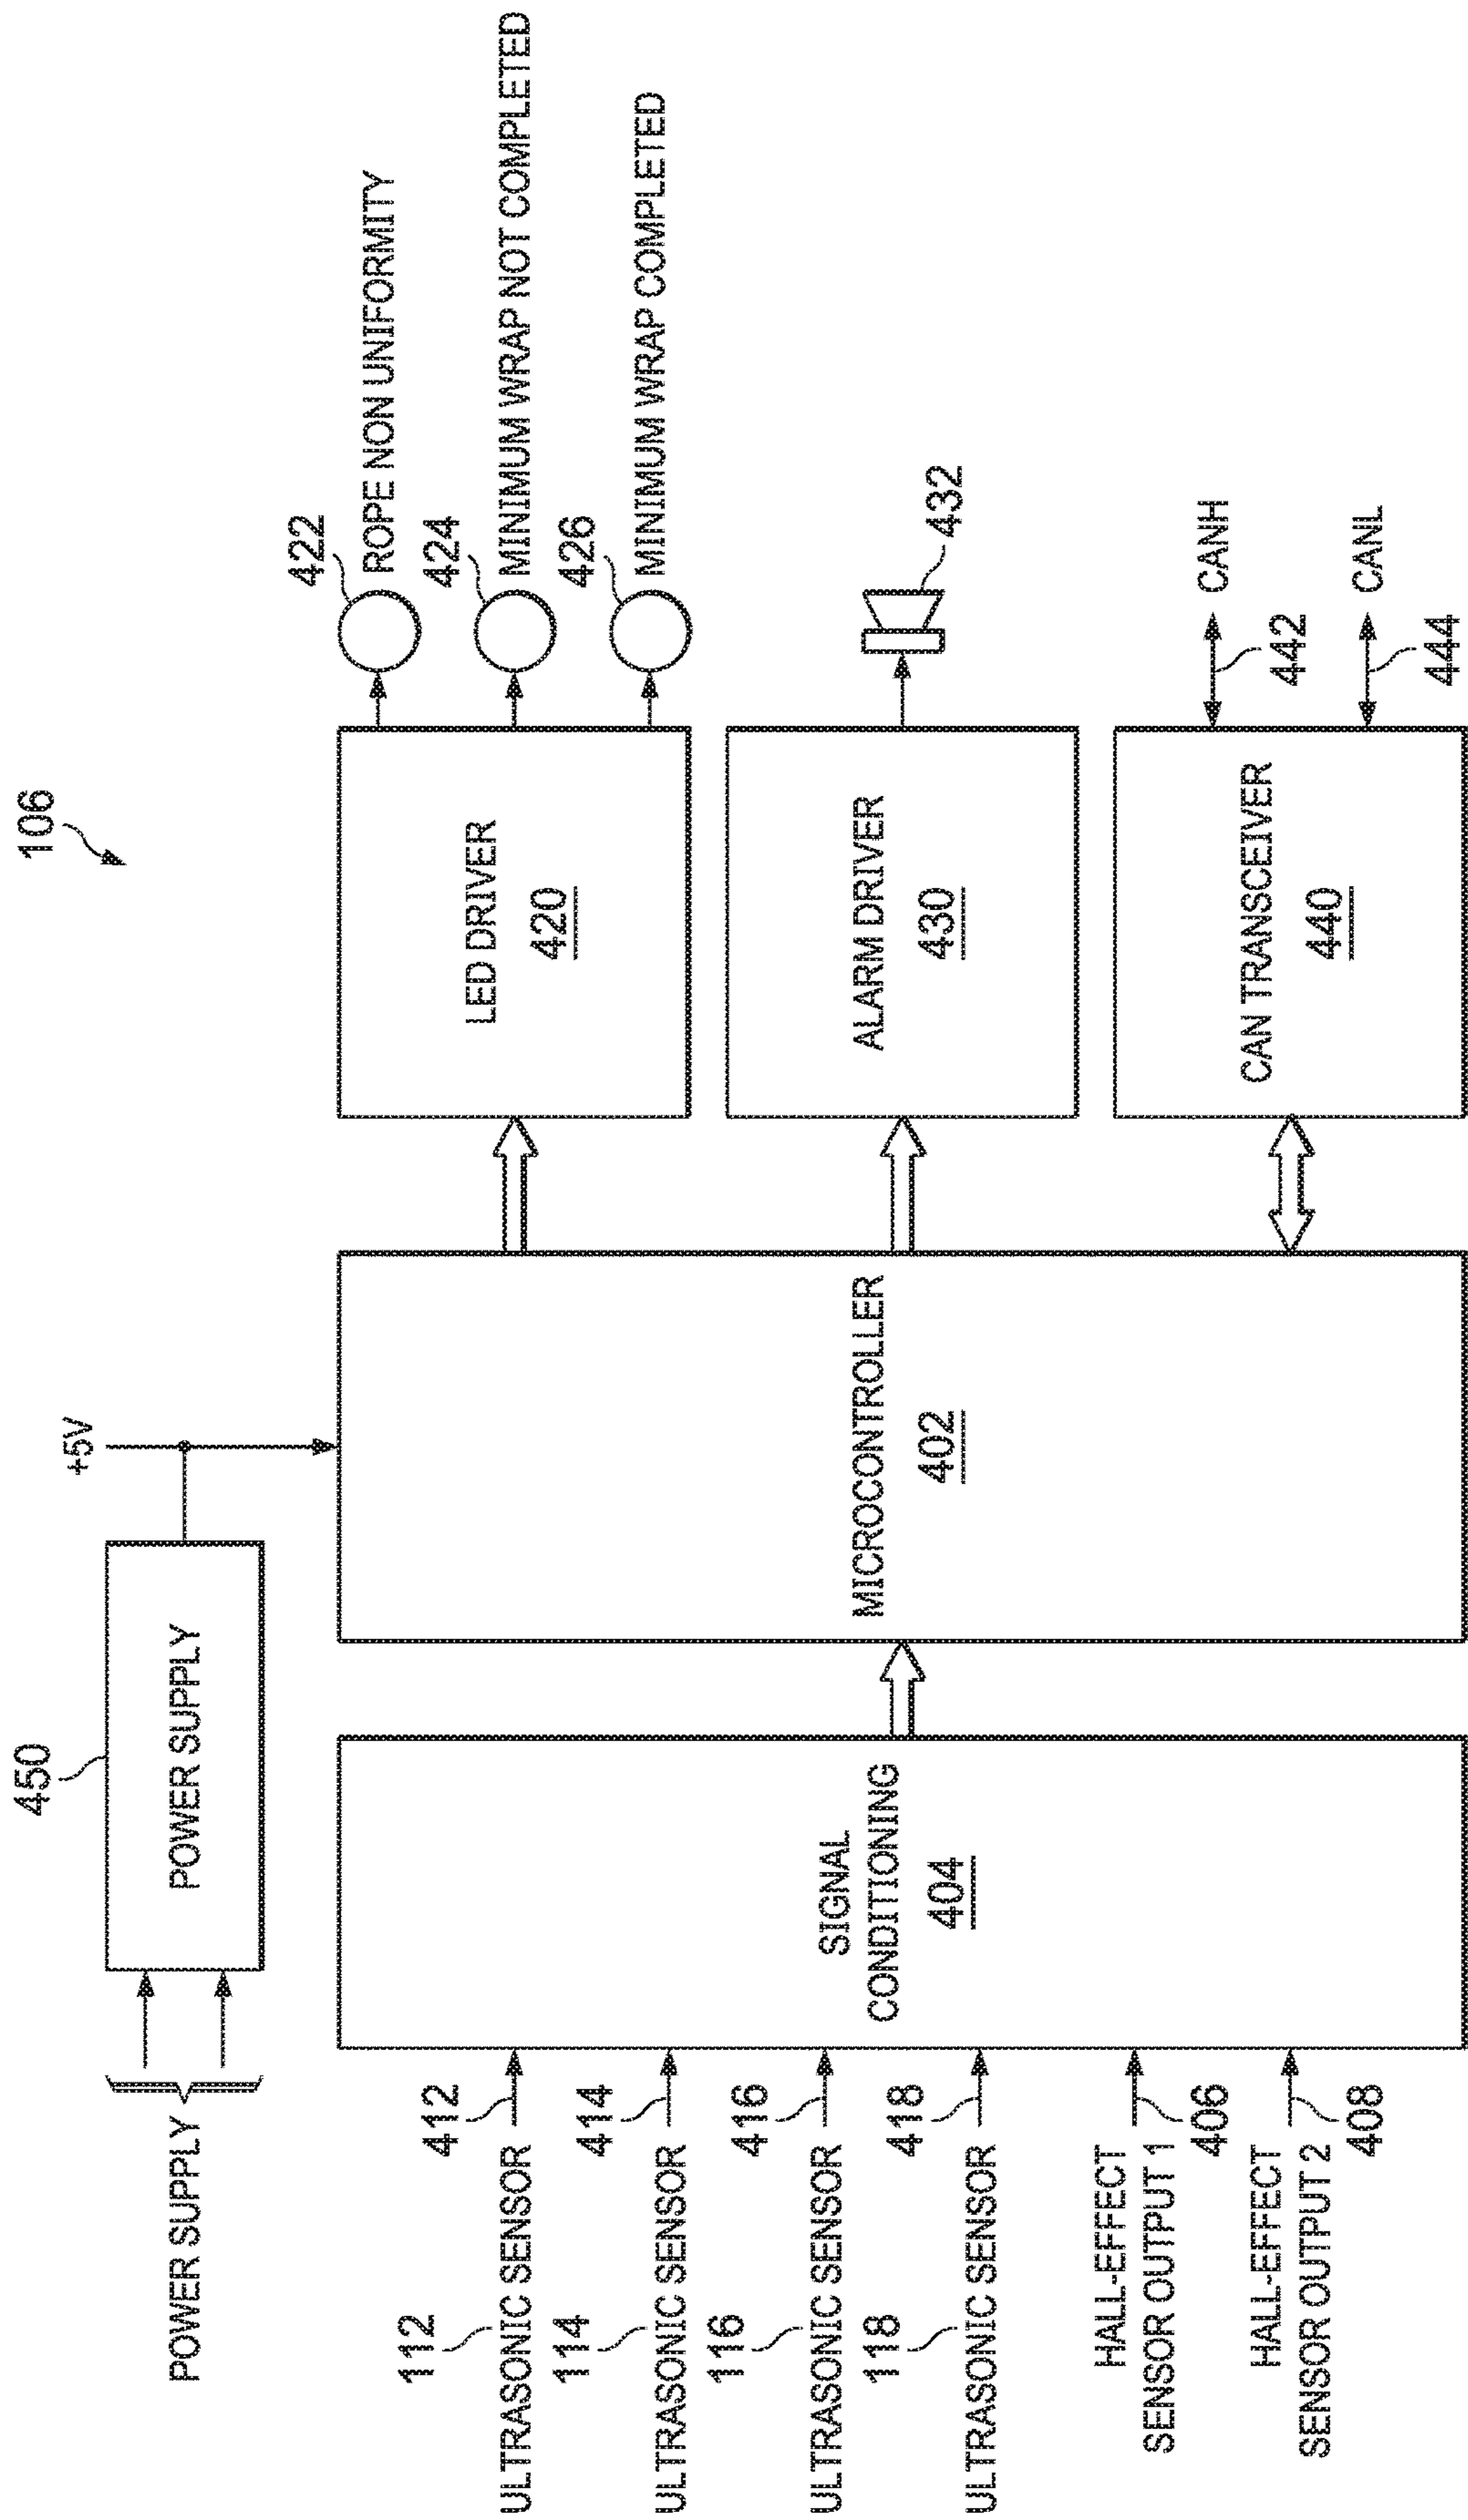 106
450
POWER SUPPLY
POWER SUPPLY
+5V
112
ULTRASONIC SENSOR
412
114
ULTRASONIC SENSOR
414
116
ULTRASONIC SENSOR
416
118
ULTRASONIC SENSOR
418
HALL-EFFECT
SENSOR OUTPUT 1
406
HALL-EFFECT
SENSOR OUTPUT 2
408
SIGNAL
CONDITIONING
404
MICROCONTROLLER
402
LED DRIVER
420
ALARM DRIVER
430
CAN TRANSCEIVER
440
422
ROPE NON UNIFORMITY
424
MINIMUM WRAP NOT COMPLETED
426
MINIMUM WRAP COMPLETED
432
CANH
442
CANL
444